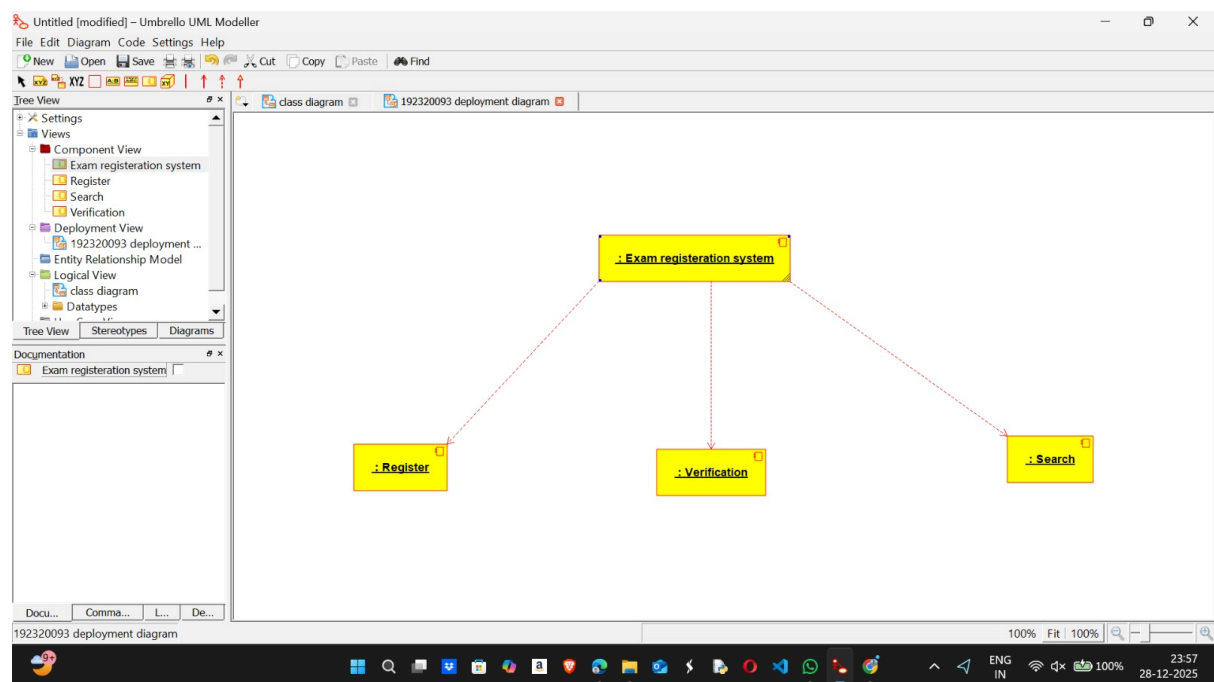 Untitled [modified] – Umbrello UML Modeller
File Edit Diagram Code Settings Help
New Open Save Cut Copy Paste Find
XYZ
Tree View
class diagram 192320093 deployment diagram
Settings
Views
Component View
Exam registeration system
Register
Search
Verification
Deployment View
192320093 deployment ...
Entity Relationship Model
Logical View
class diagram
Datatypes
Tree View Stereotypes Diagrams
Documentation
Exam registeration system
: Exam registeration system
: Register
: Verification
: Search
Docu... Comma... L... De...
192320093 deployment diagram
100% Fit 100%
9+
ENG
IN
100%
23:57
28-12-2025